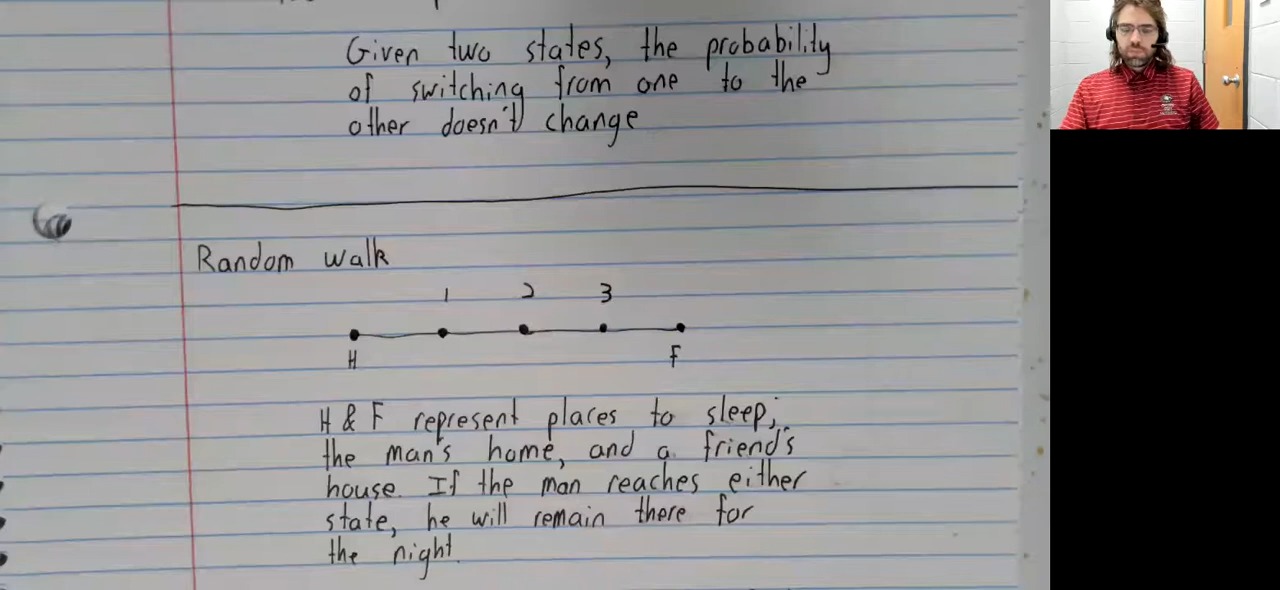 Given two states, the probability
of switching from one to the
other doesn't change
Random walk
1 2 3
H F
H & F represent places to sleep;
the man's home, and a friend's
house. If the man reaches either
state, he will remain there for
the night.